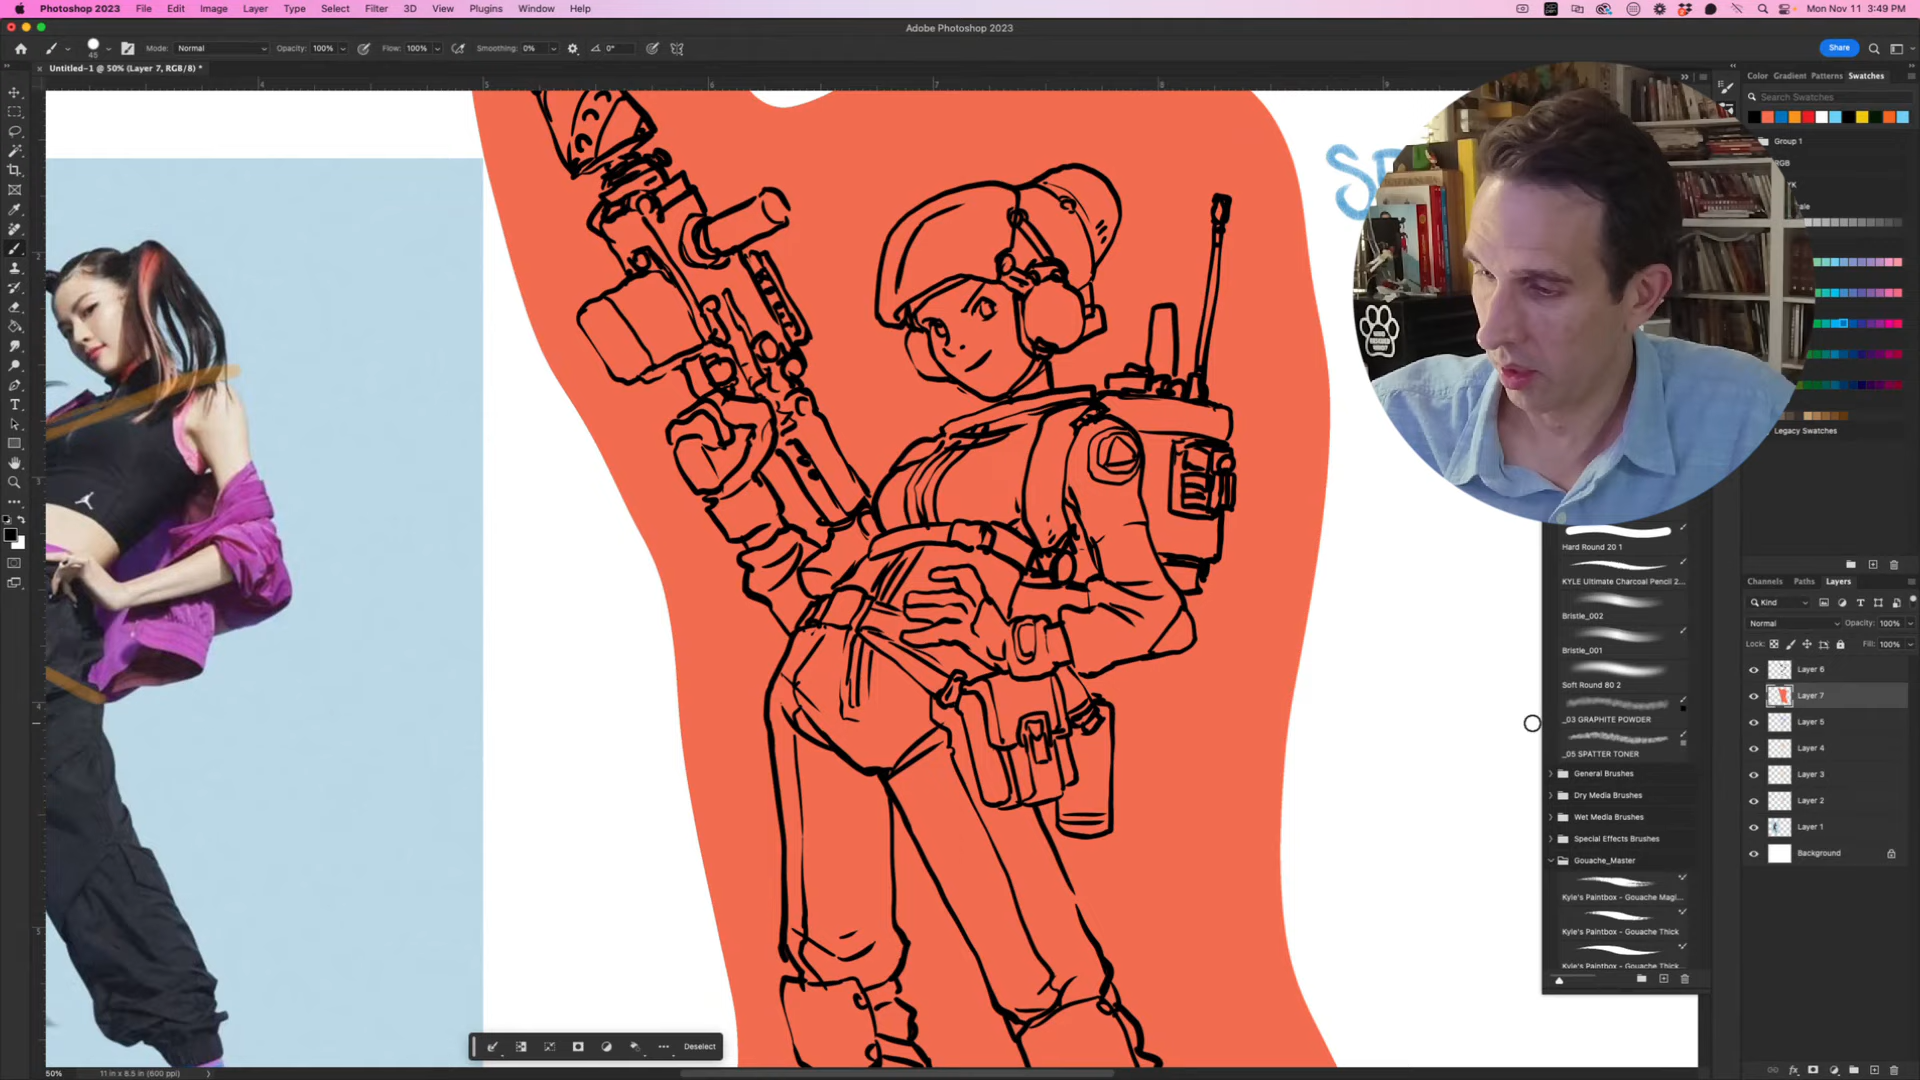 Photoshop 2023 File Edit Image Layer Type Select Filter 3D View Plugins Window Help Mon Nov 11 3:49 PM
Adobe Photoshop 2023
45 Mode: Normal Opacity: 100% Flow: 100% Smoothing: 0% 0° Share
Untitled-1 @ 50% (Layer 7, RGB/8) *
Color Gradient Patterns Swatches
Search Swatches
Group 1
Legacy Swatches
Hard Round 20 1
KYLE Ultimate Charcoal Pencil 2...
Bristle_002
Bristle_001
Soft Round 80 2
_03 GRAPHITE POWDER
_05 SPATTER TONER
General Brushes
Dry Media Brushes
Wet Media Brushes
Special Effects Brushes
Gouache_Master
Kyle's Paintbox - Gouache Magi...
Kyle's Paintbox - Gouache Thick
Kyle's Paintbox - Gouache Thick...
Channels Paths Layers
Kind
Normal Opacity: 100%
Lock: Fill: 100%
Layer 6
Layer 7
Layer 5
Layer 4
Layer 3
Layer 2
Layer 1
Background
Deselect
50% 11 in x 8.5 in (600 ppi)